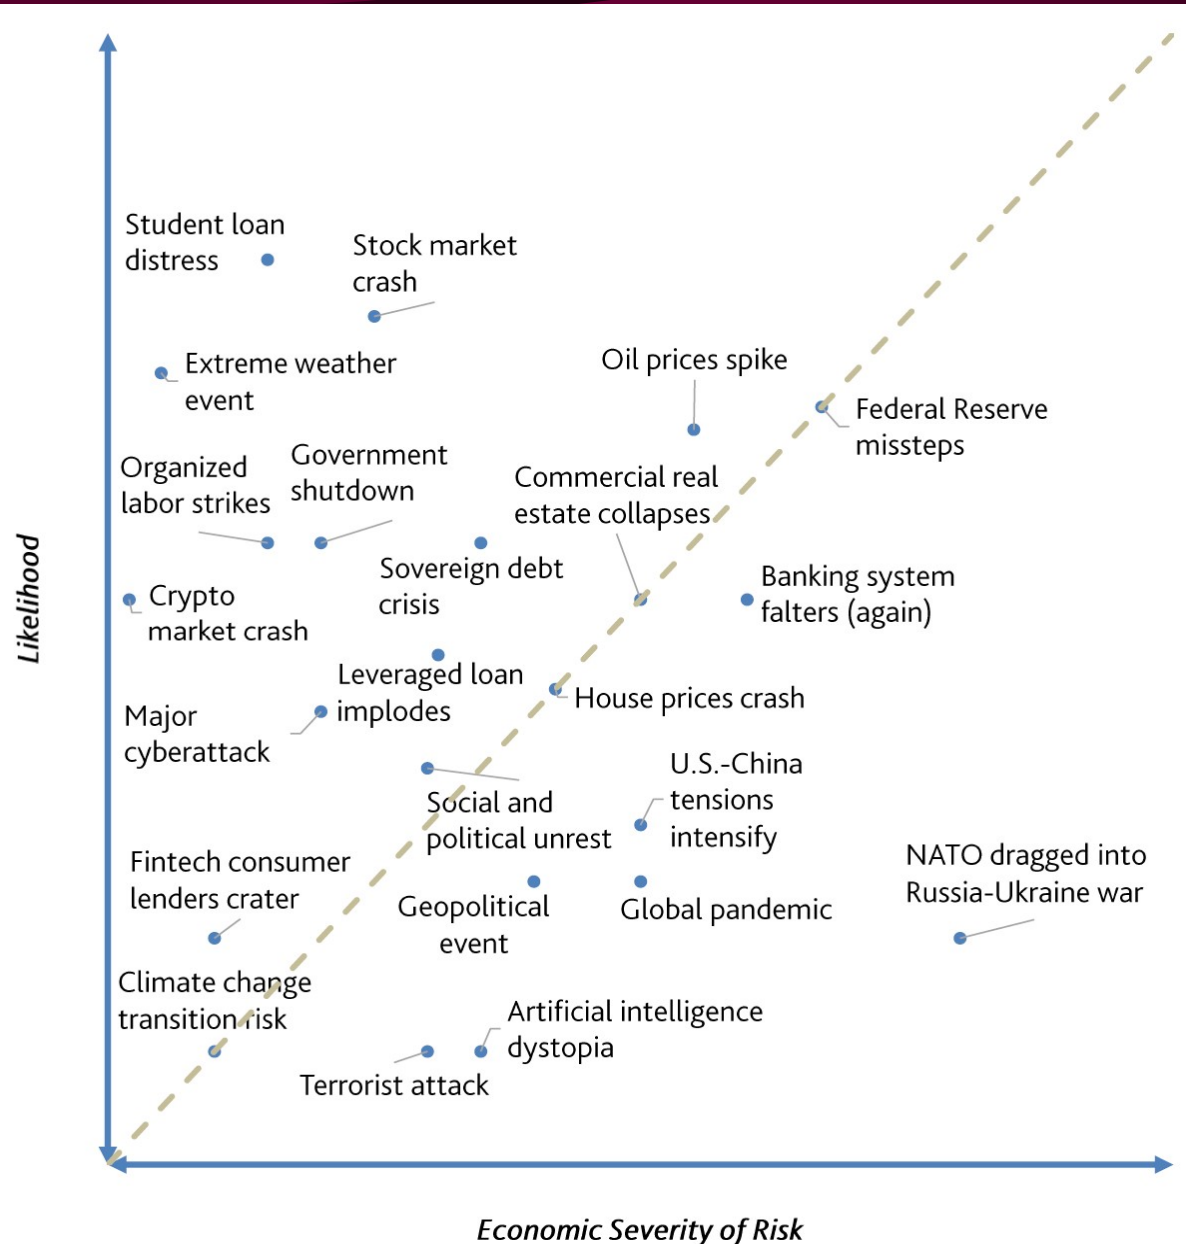 Student loan
distress
Stock market
crash
Extreme weather
event
Oil prices spike
Federal Reserve
missteps
Organized
labor strikes
Government
shutdown
Commercial real
estate collapses
Sovereign debt
crisis
Banking system
falters (again)
Crypto
market crash
Leveraged loan
implodes
House prices crash
Major
cyberattack
U.S.-China
tensions
intensify
Social and
political unrest
Fintech consumer
lenders crater
NATO dragged into
Russia-Ukraine war
Geopolitical
event
Global pandemic
Climate change
transition risk
Artificial intelligence
dystopia
Terrorist attack
Likelihood
Economic Severity of Risk